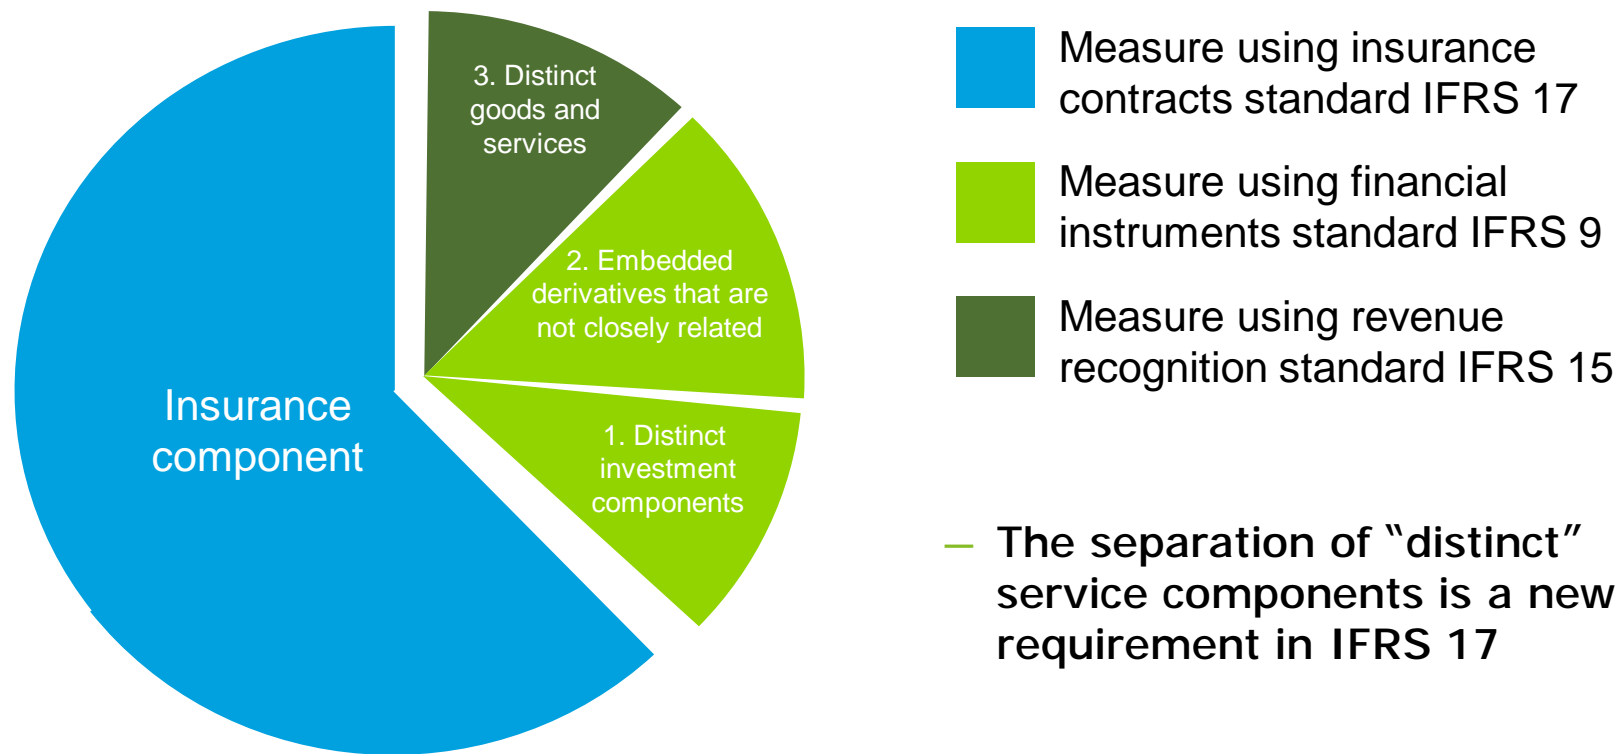 3. Distinct
goods and
services
2. Embedded
derivatives that are
not closely related
1. Distinct
investment
components
Insurance
component
Measure using insurance
contracts standard IFRS 17
Measure using financial
instruments standard IFRS 9
Measure using revenue
recognition standard IFRS 15
– The separation of “distinct”
service components is a new
requirement in IFRS 17